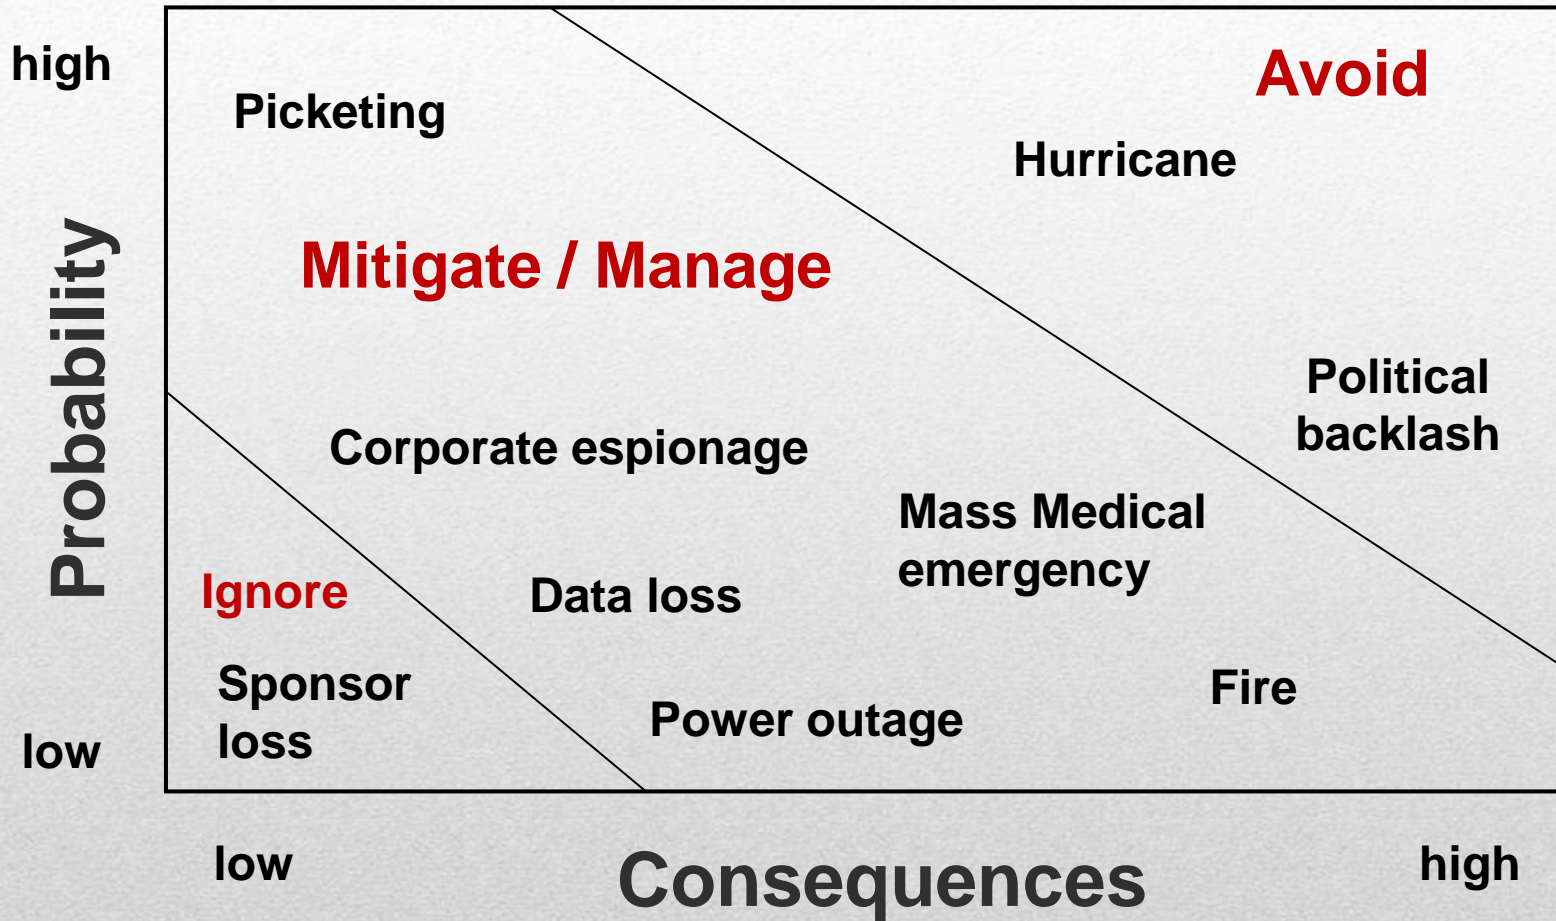 high
Avoid
Picketing
Hurricane
Mitigate / Manage
Probability
Political
backlash
Corporate espionage
Mass Medical
emergency
Ignore
Data loss
Sponsor
loss
Fire
Power outage
low
low
Consequences
high